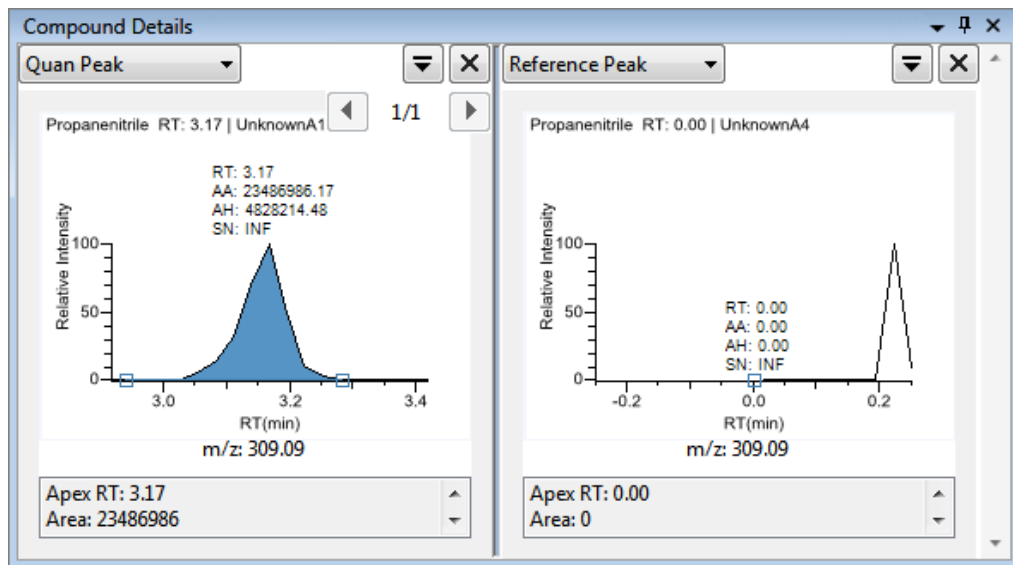 Compound Details
Quan Peak
1/1
Propanenitrile RT: 3.17 | UnknownA1
RT: 3.17
AA: 23486986.17
AH: 4828214.48
SN: INF
Relative Intensity
100
50
0
3.0 3.2 3.4
RT(min)
m/z: 309.09
Apex RT: 3.17
Area: 23486986
Reference Peak
Propanenitrile RT: 0.00 | UnknownA4
RT: 0.00
AA: 0.00
AH: 0.00
SN: INF
Relative Intensity
100
50
0
-0.2 0.0 0.2
RT(min)
m/z: 309.09
Apex RT: 0.00
Area: 0